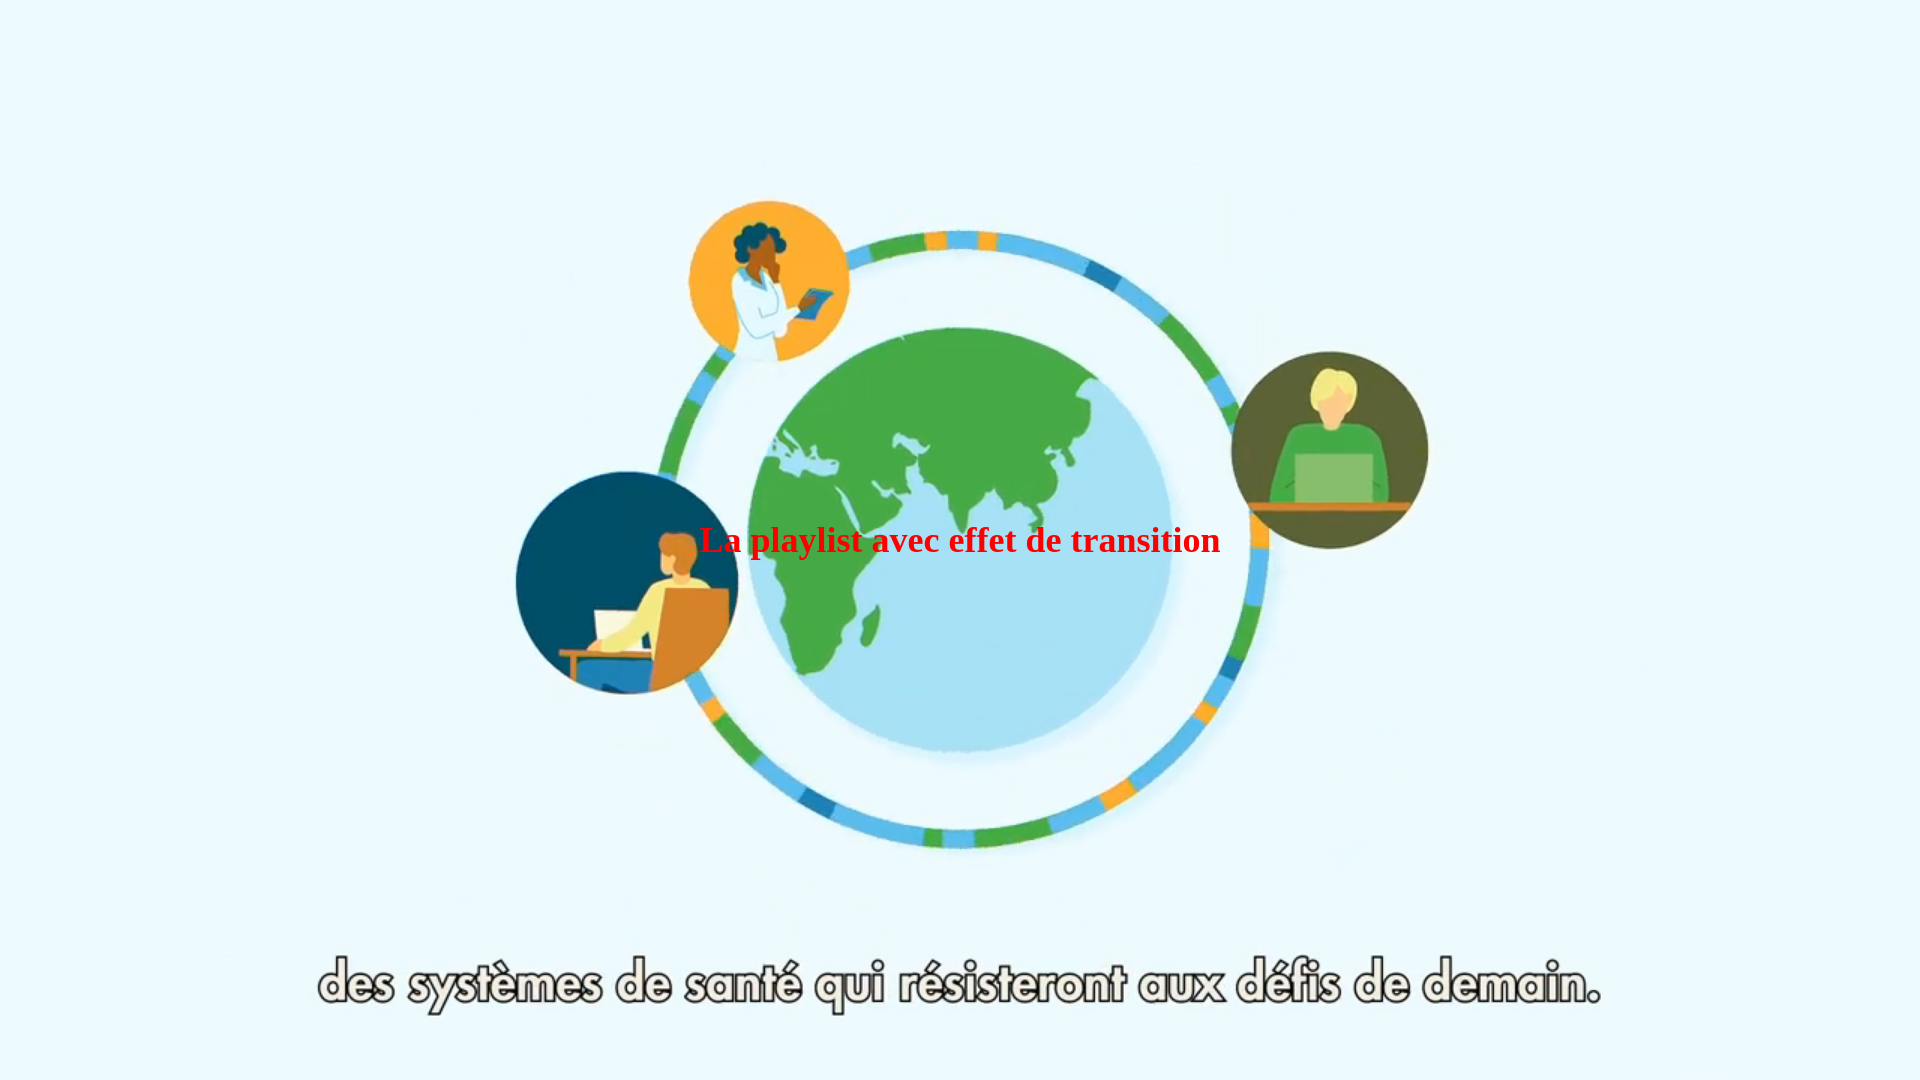 La playlist avec effet de transition
des systèmes de santé qui résisteront aux défis de demain.